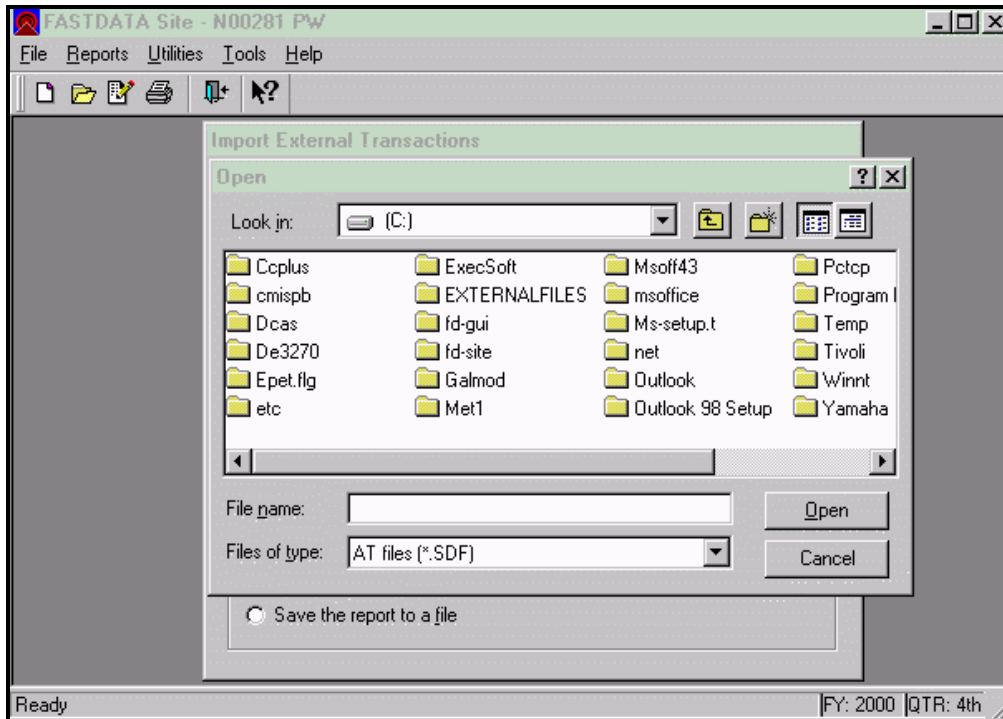 FASTDATA Site - N00281 PW
File Reports Utilities Tools Help
Import External Transactions
Open
Look in: (C:)
Ccplus ExecSoft Msoff43 Pctcp
cmispb EXTERNALFILES msoffice Program
Dcas fd-gui Ms-setup.t Temp
De3270 fd-site net Tivoli
Epet.flg Galmod Outlook Winnt
etc Met1 Outlook 98 Setup Yamaha
File name: Open
Files of type: AT files (*.SDF) Cancel
Save the report to a file
Ready FY: 2000 QTR: 4th